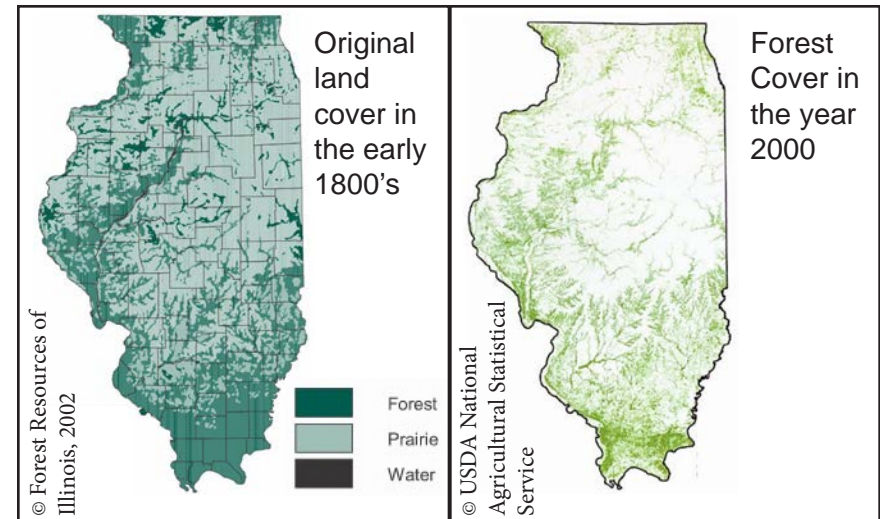 Original
land
cover in
the early
1800's
© Forest Resources of
Illinois, 2002
Forest
Prairie
Water
Forest
Cover in
the year
2000
© USDA National
Agricultural Statistical
Service